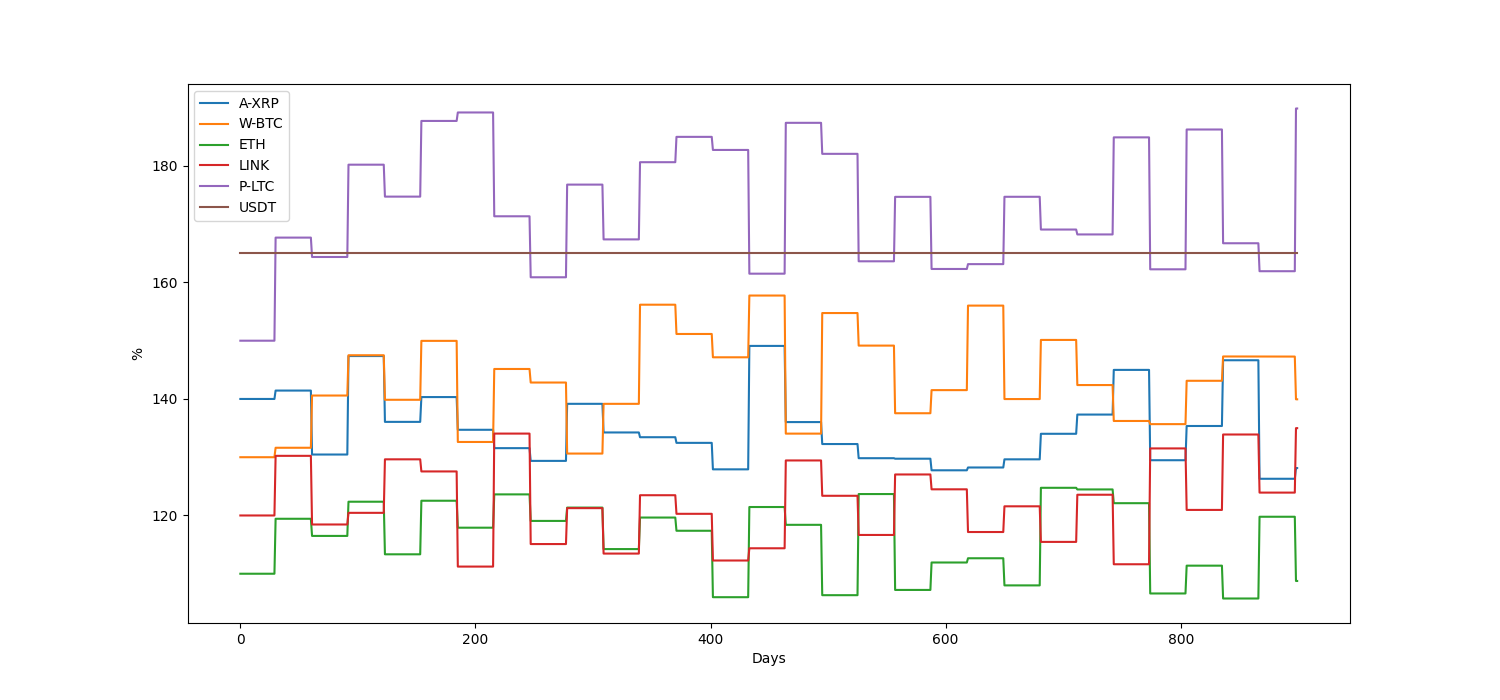 A-XRP
W-BTC
ETH
LINK
P-LTC
USDT
180
160
140
120
%
0 200 400 600 800
Days